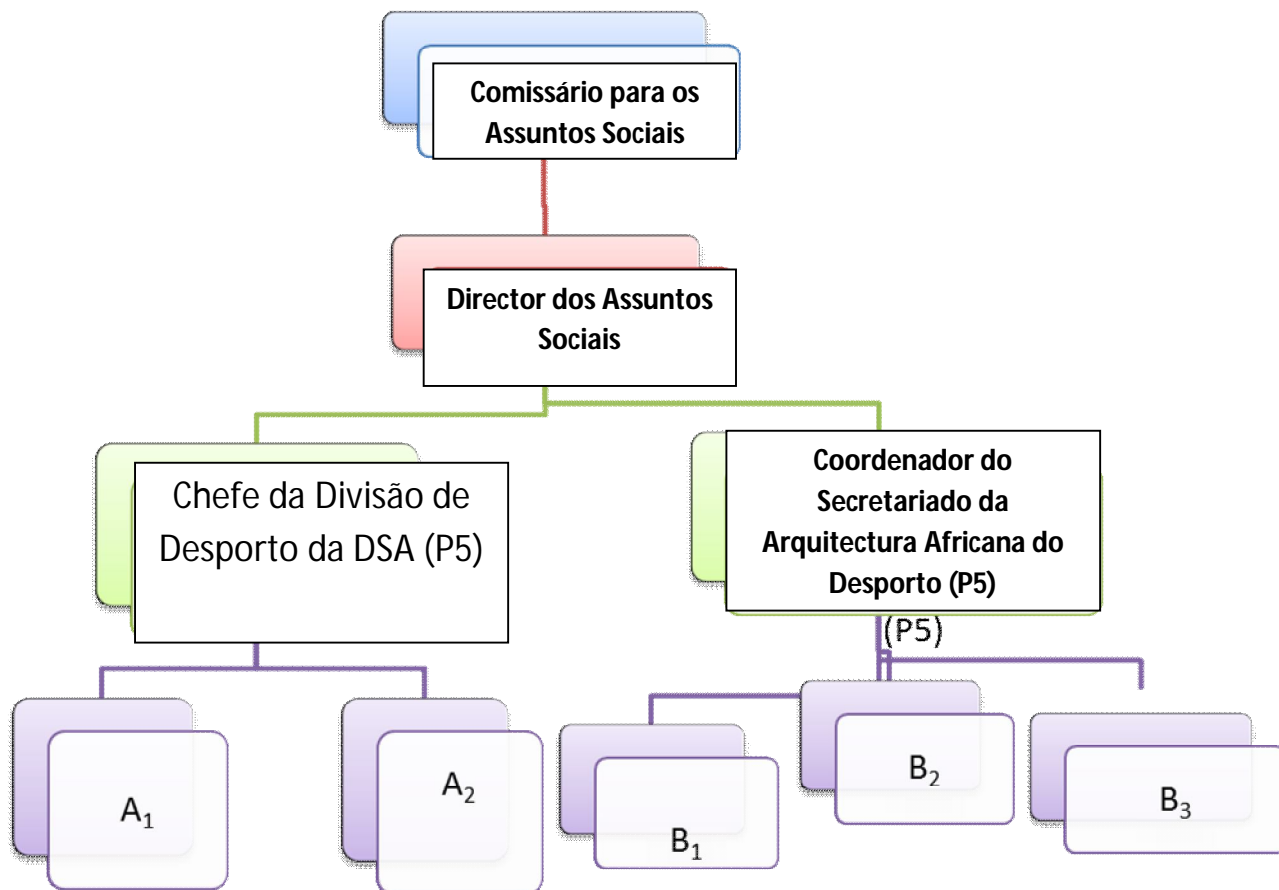 Comissário para os
Assuntos Sociais
Director dos Assuntos
Sociais
Chefe da Divisão de
Desporto da DSA (P5)
Coordenador do
Secretariado da
Arquitectura Africana do
Desporto (P5)
(P5)
A₁
A₂
B₁
B₂
B₃